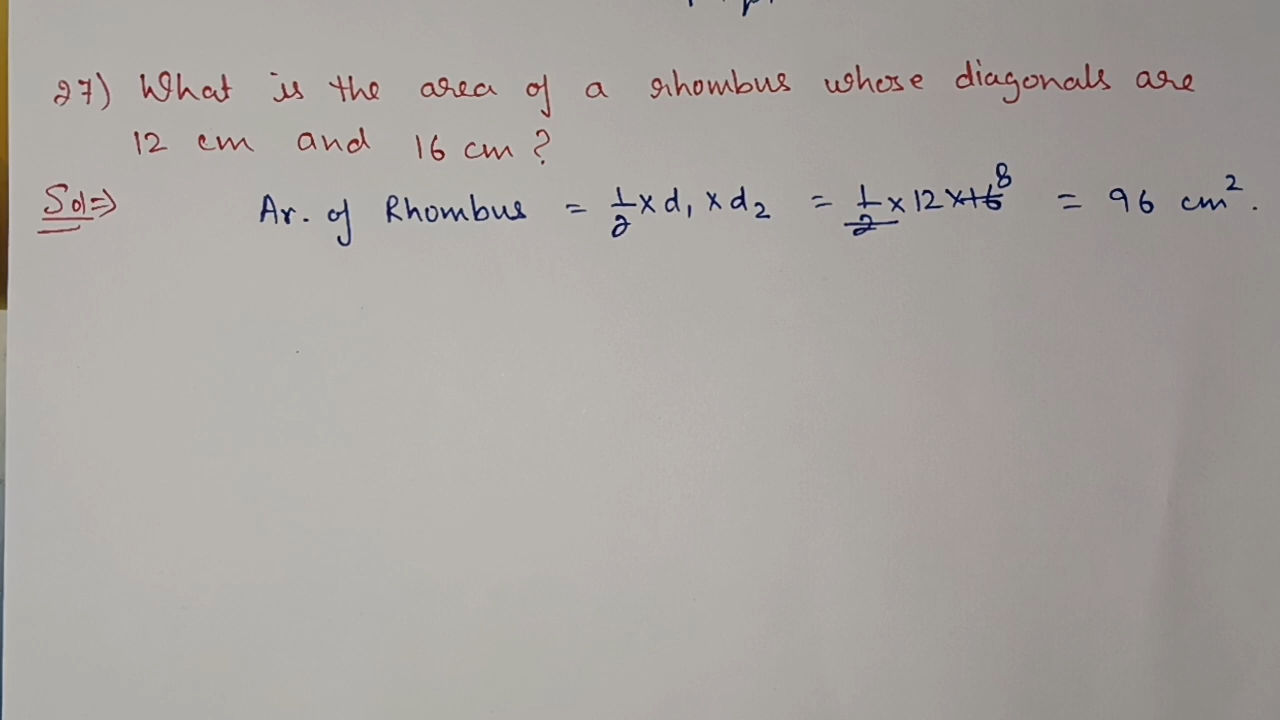 27) What is the area of a rhombus whose diagonals are
12 cm and 16 cm ?
Sol⇒ Ar. of Rhombus = 1/2 x d₁ x d₂ = 1/2 x 12 x 16 8 = 96 cm².